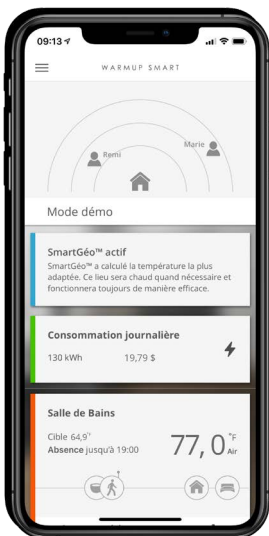 09:13
WARMUP SMART
Remi
Marie
Mode démo
SmartGéo™ actif
SmartGéo™ a calculé la température la plus
adaptée. Ce lieu sera chaud quand nécessaire et
fonctionnera toujours de manière efficace.
Consommation journalière
130 kWh 19,79 $
Salle de Bains
Cible 64,9°
Absence jusqu'à 19:00
77, 0 °F
Air